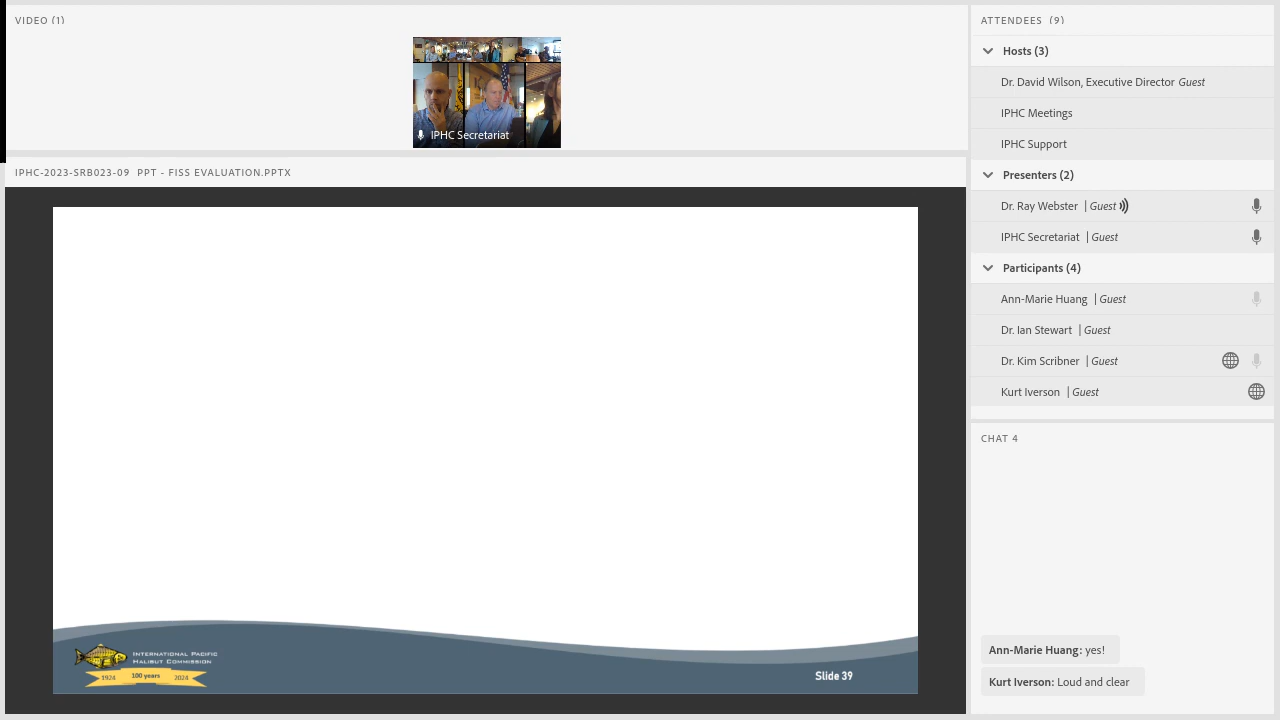 VIDEO (1)
IPHC Secretariat
IPHC-2023-SRB023-09 PPT - FISS EVALUATION.PPTX
INTERNATIONAL PACIFIC
HALIBUT COMMISSION
1924 100 years 2024
Slide 39
ATTENDEES (9)
Hosts (3)
Dr. David Wilson, Executive Director Guest
IPHC Meetings
IPHC Support
Presenters (2)
Dr. Ray Webster | Guest
IPHC Secretariat | Guest
Participants (4)
Ann-Marie Huang | Guest
Dr. Ian Stewart | Guest
Dr. Kim Scribner | Guest
Kurt Iverson | Guest
CHAT 4
Ann-Marie Huang: yes!
Kurt Iverson: Loud and clear